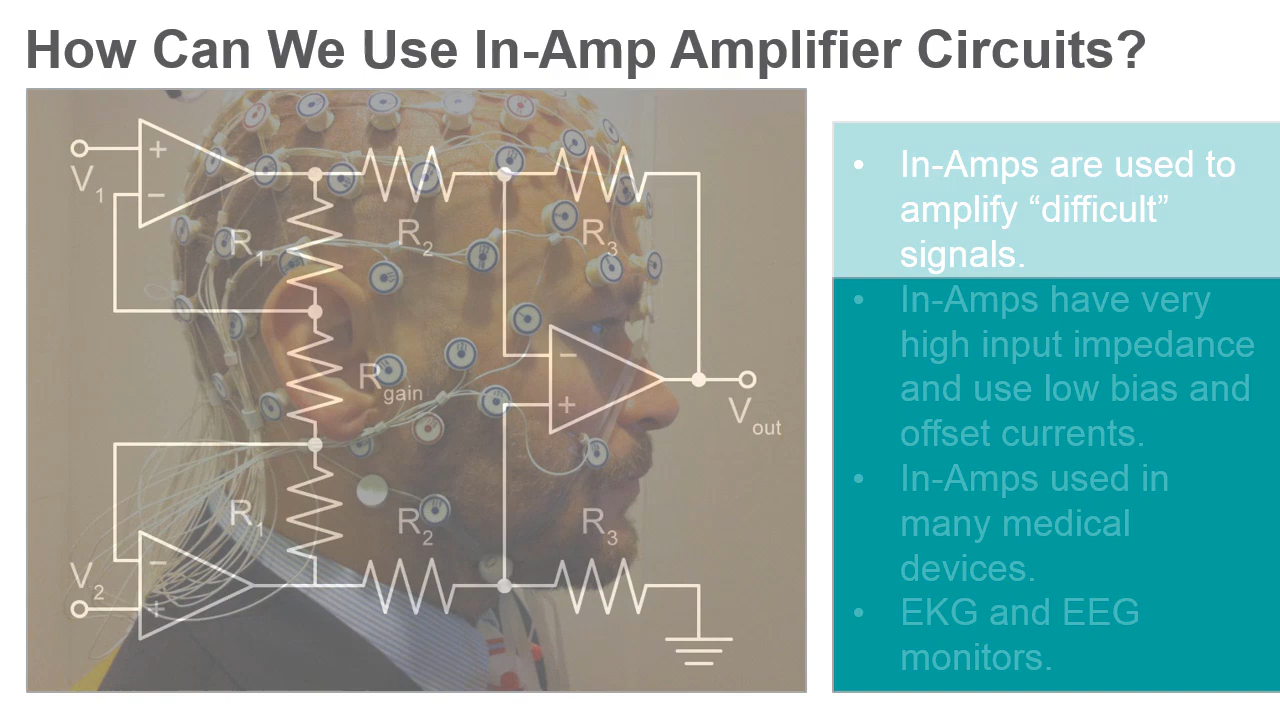 How Can We Use In-Amp Amplifier Circuits?
V1
+
−
R1
R2
R3
Rgain
−
+
Vout
R1
R2
R3
V2
−
+
• In-Amps are used to
amplify “difficult”
signals.
• In-Amps have very
high input impedance
and use low bias and
offset currents.
• In-Amps used in
many medical
devices.
• EKG and EEG
monitors.